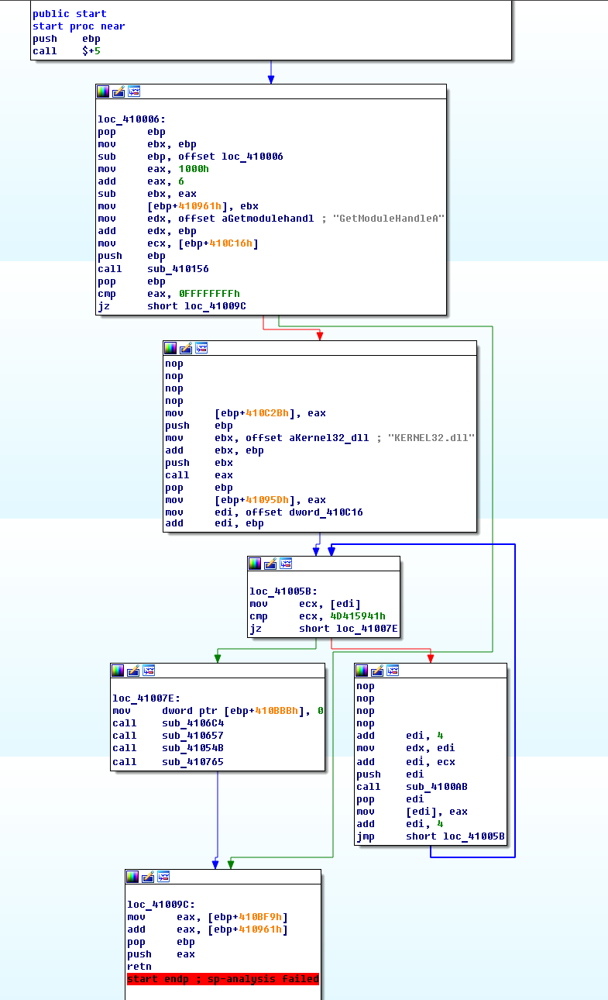 public start
start proc near
push ebp
call $+5
loc_410006:
pop ebp
mov ebx, ebp
sub ebp, offset loc_410006
mov eax, 1000h
add eax, 6
sub ebx, eax
mov [ebp+410961h], ebx
mov edx, offset aGetmodulehandl ; "GetModuleHandleA"
add edx, ebp
mov ecx, [ebp+410C16h]
push ebp
call sub_410156
pop ebp
cmp eax, 0FFFFFFFFh
jz short loc_41009C
nop
nop
nop
nop
mov [ebp+410C2Bh], eax
push ebp
mov ebx, offset aKernel32_dll ; "KERNEL32.dll"
add ebx, ebp
push ebx
call eax
pop ebp
mov [ebp+41095Dh], eax
mov edi, offset dword_410C16
add edi, ebp
loc_41005B:
mov ecx, [edi]
cmp ecx, 4D415941h
jz short loc_41007E
loc_41007E:
mov dword ptr [ebp+410BBBh], 0
call sub_4106C4
call sub_410657
call sub_41054B
call sub_410765
nop
nop
nop
nop
add edi, 4
mov edx, edi
add edi, ecx
push edi
call sub_4100AB
pop edi
mov [edi], eax
add edi, 4
jmp short loc_41005B
loc_41009C:
mov eax, [ebp+410BF9h]
add eax, [ebp+410961h]
pop ebp
push eax
retn
start endp ; sp-analysis failed